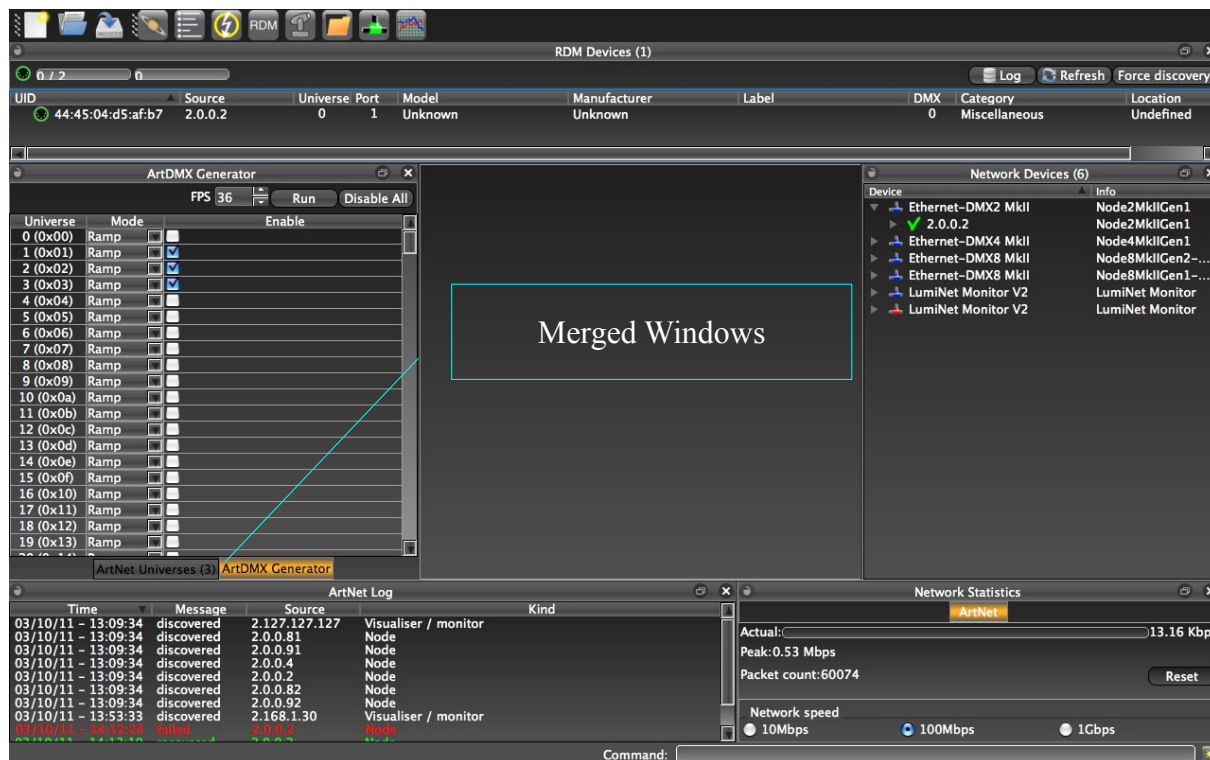 RDM
RDM Devices (1)
0 / 2 0
Log Refresh Force discovery
UID Source Universe Port Model Manufacturer Label DMX Category Location
44:45:04:d5:af:b7 2.0.0.2 0 1 Unknown Unknown 0 Miscellaneous Undefined
ArtDMX Generator
FPS 36 Run Disable All
Universe Mode Enable
0 (0x00) Ramp
1 (0x01) Ramp
2 (0x02) Ramp
3 (0x03) Ramp
4 (0x04) Ramp
5 (0x05) Ramp
6 (0x06) Ramp
7 (0x07) Ramp
8 (0x08) Ramp
9 (0x09) Ramp
10 (0x0a) Ramp
11 (0x0b) Ramp
12 (0x0c) Ramp
13 (0x0d) Ramp
14 (0x0e) Ramp
15 (0x0f) Ramp
16 (0x10) Ramp
17 (0x11) Ramp
18 (0x12) Ramp
19 (0x13) Ramp
ArtNet Universes (3) ArtDMX Generator
Merged Windows
Network Devices (6)
Device Info
Ethernet-DMX2 MkII Node2MkIIGen1
2.0.0.2 Node2MkIIGen1
Ethernet-DMX4 MkII Node4MkIIGen1
Ethernet-DMX8 MkII Node8MkIIGen2-...
Ethernet-DMX8 MkII Node8MkIIGen1-...
LumiNet Monitor V2 LumiNet Monitor
LumiNet Monitor V2 LumiNet Monitor
ArtNet Log
Time Message Source Kind
03/10/11 - 13:09:34 discovered 2.127.127.127 Visualiser / monitor
03/10/11 - 13:09:34 discovered 2.0.0.81 Node
03/10/11 - 13:09:34 discovered 2.0.0.91 Node
03/10/11 - 13:09:34 discovered 2.0.0.4 Node
03/10/11 - 13:09:34 discovered 2.0.0.2 Node
03/10/11 - 13:09:34 discovered 2.0.0.82 Node
03/10/11 - 13:09:34 discovered 2.0.0.92 Node
03/10/11 - 13:53:33 discovered 2.168.1.30 Visualiser / monitor
03/10/11 - 14:12:24 failed 2.0.0.2 Node
Network Statistics
ArtNet
Actual: 13.16 Kbp
Peak:0.53 Mbps
Packet count:60074
Reset
Network speed
10Mbps 100Mbps 1Gbps
Command: